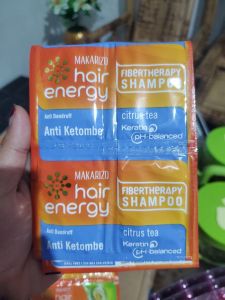 MAKARIZO
hair
energy
FIBERTHERAPY
SHAMPOO
Anti Dandruff
Anti Ketombe
citrus tea
Keratin
pH-balanced
MAKARIZO
hair
energy
FIBERTHERAPY
SHAMPOO
Anti Dandruff
Anti Ketombe
citrus tea
Keratin
pH-balanced